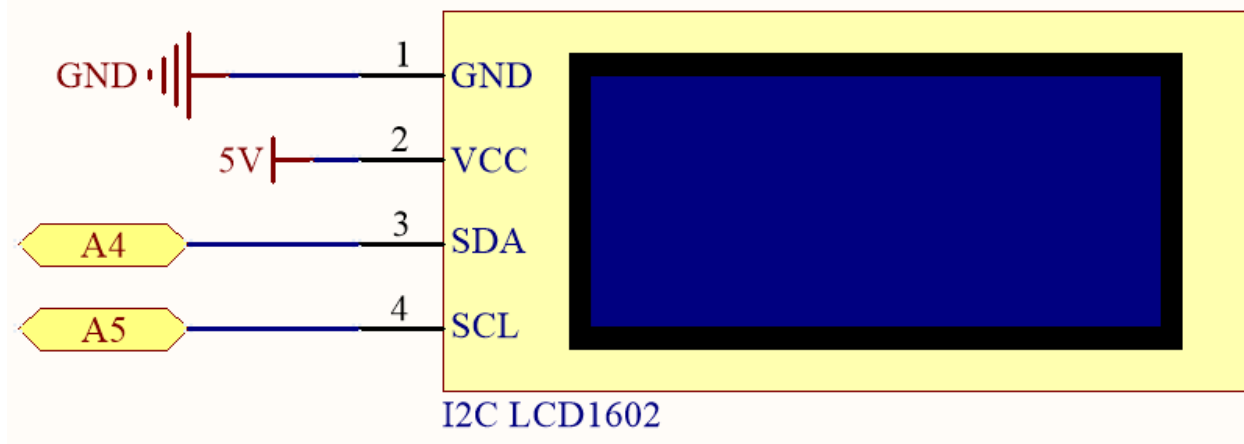 GND 1 GND
5V 2 VCC
A4 3 SDA
A5 4 SCL
I2C LCD1602